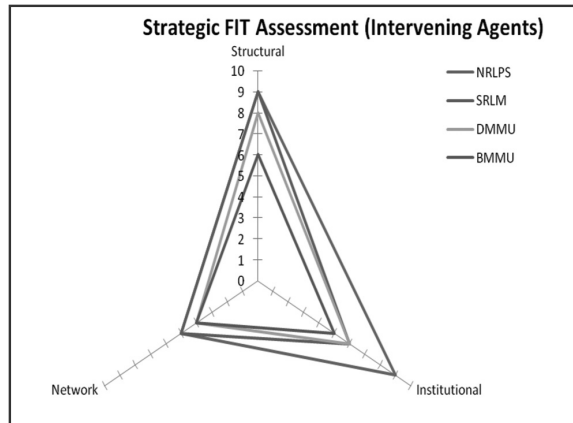 Strategic FIT Assessment (Intervening Agents)
Structural
10
9
8
7
6
5
4
3
2
1
0
NRLPS
SRLM
DMMU
BMMU
Network
Institutional